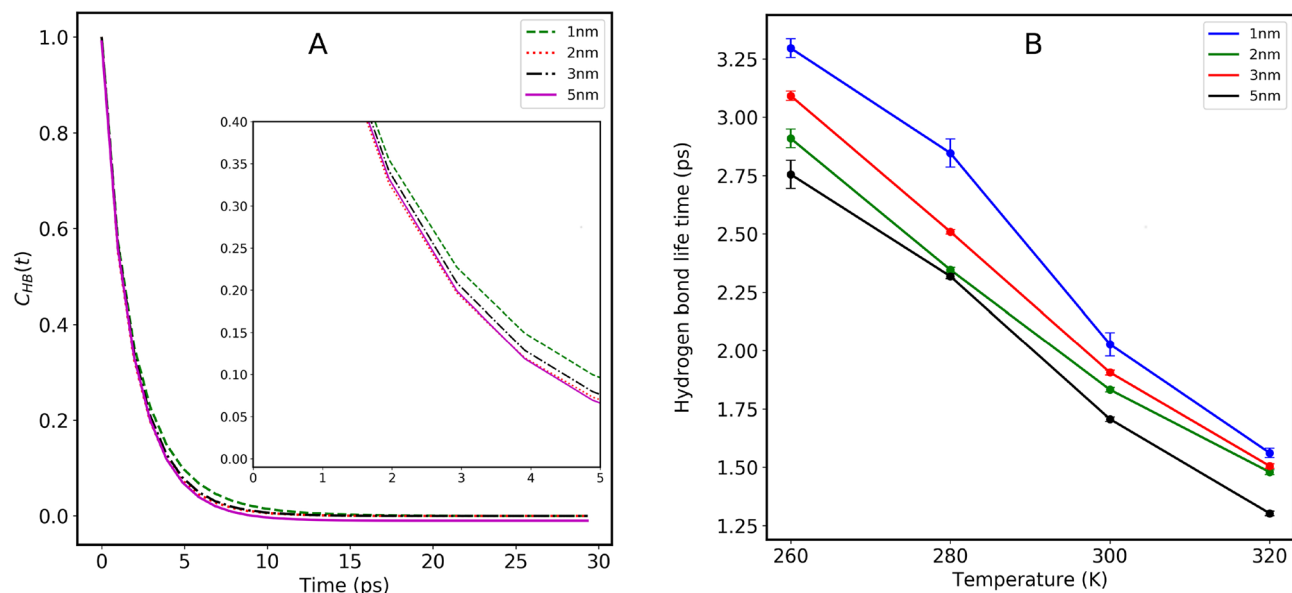 A
1nm
2nm
3nm
5nm
C_HB(t)
1.0
0.8
0.6
0.4
0.2
0.0
0.40
0.35
0.30
0.25
0.20
0.15
0.10
0.05
0.00
0 1 2 3 4 5
0 5 10 15 20 25 30
Time (ps)
B
1nm
2nm
3nm
5nm
Hydrogen bond life time (ps)
3.25
3.00
2.75
2.50
2.25
2.00
1.75
1.50
1.25
260 280 300 320
Temperature (K)